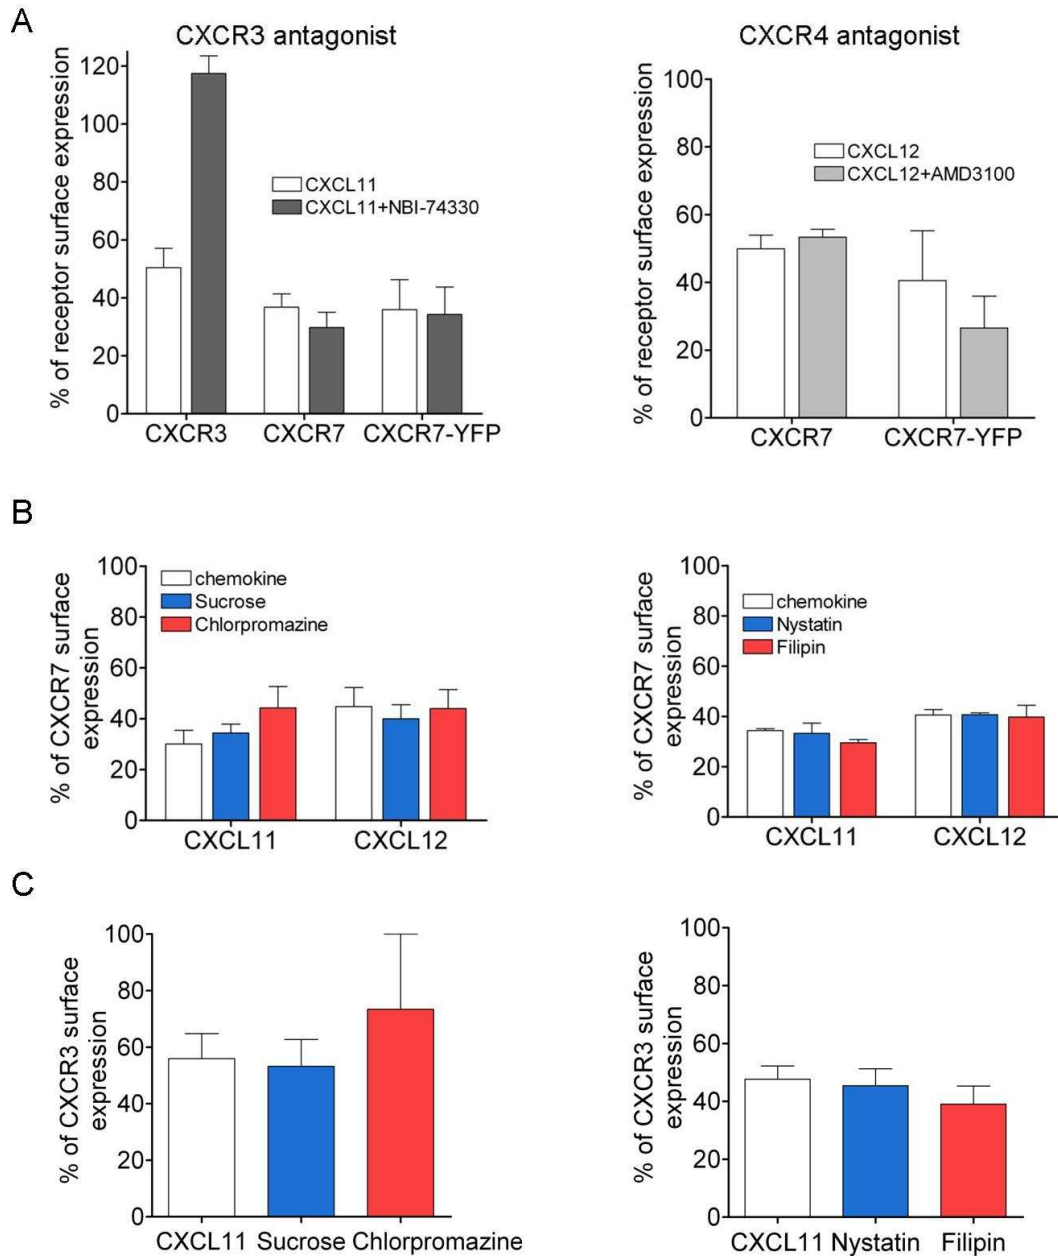 A
CXCR3 antagonist
% of receptor surface expression
120
100
80
60
40
20
0
CXCL11
CXCL11+NBI-74330
CXCR3 CXCR7 CXCR7-YFP
CXCR4 antagonist
% of receptor surface expression
100
80
60
40
20
0
CXCL12
CXCL12+AMD3100
CXCR7 CXCR7-YFP
B
% of CXCR7 surface
expression
100
80
60
40
20
0
chemokine
Sucrose
Chlorpromazine
CXCL11 CXCL12
% of CXCR7 surface
expression
100
80
60
40
20
0
chemokine
Nystatin
Filipin
CXCL11 CXCL12
C
% of CXCR3 surface
expression
100
80
60
40
20
0
CXCL11 Sucrose Chlorpromazine
% of CXCR3 surface
expression
100
80
60
40
20
0
CXCL11 Nystatin Filipin